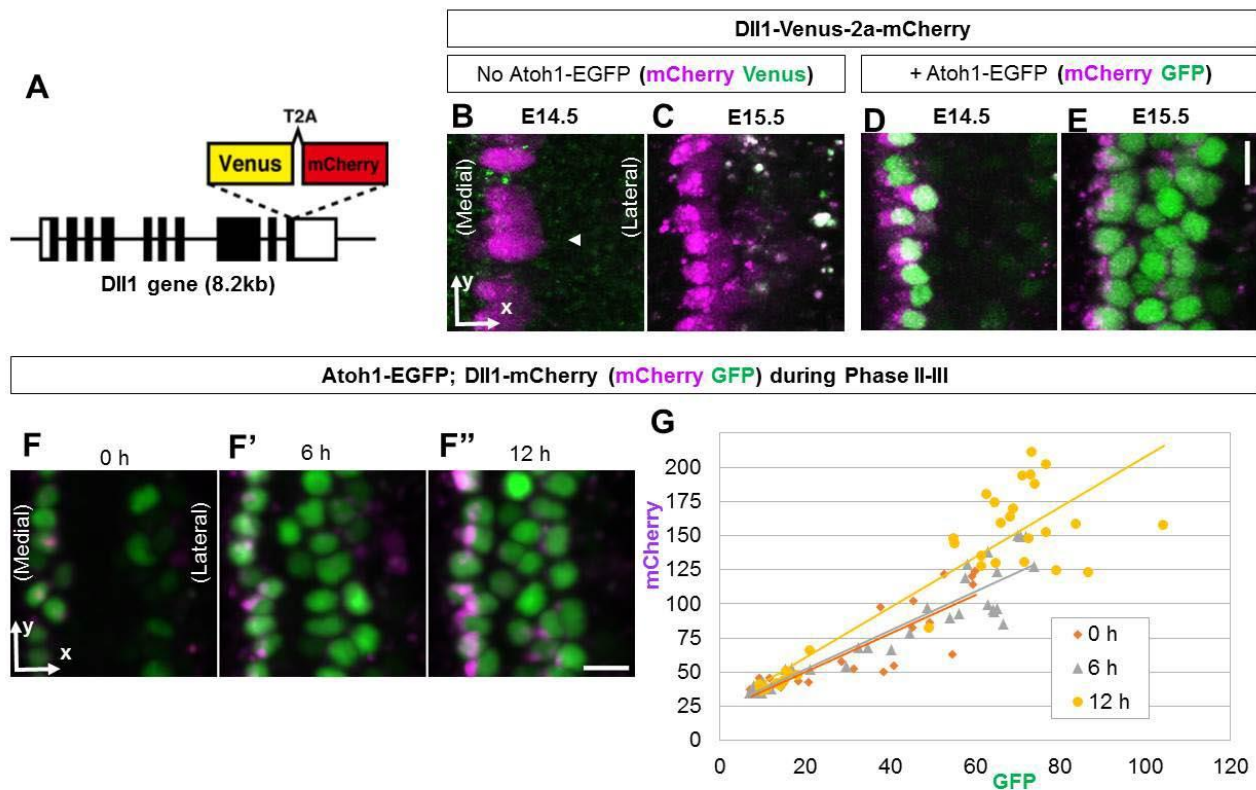 Dll1-Venus-2a-mCherry
No Atoh1-EGFP (mCherry Venus)
+ Atoh1-EGFP (mCherry GFP)
A
T2A
Venus
mCherry
Dll1 gene (8.2kb)
B
E14.5
C
E15.5
D
E14.5
E
E15.5
(Medial)
(Lateral)
y
x
Atoh1-EGFP; Dll1-mCherry (mCherry GFP) during Phase II-III
F
0 h
F'
6 h
F"
12 h
(Medial)
(Lateral)
y
x
G
mCherry
200
175
150
125
100
75
50
25
0
0 h
6 h
12 h
0 20 40 60 80 100 120
GFP